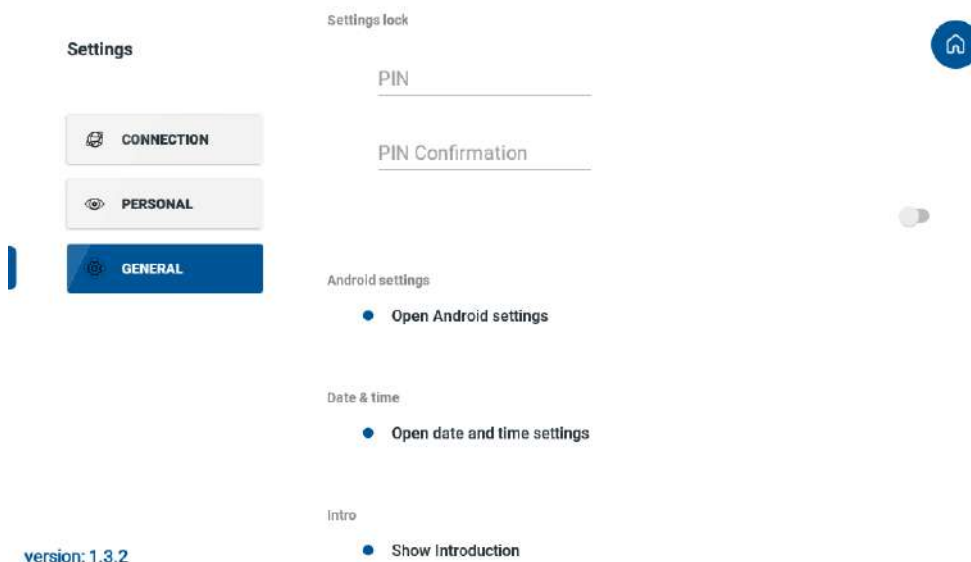 Settings
CONNECTION
PERSONAL
GENERAL
version: 1.3.2
Settings lock
PIN
PIN Confirmation
Android settings
Open Android settings
Date & time
Open date and time settings
Intro
Show Introduction